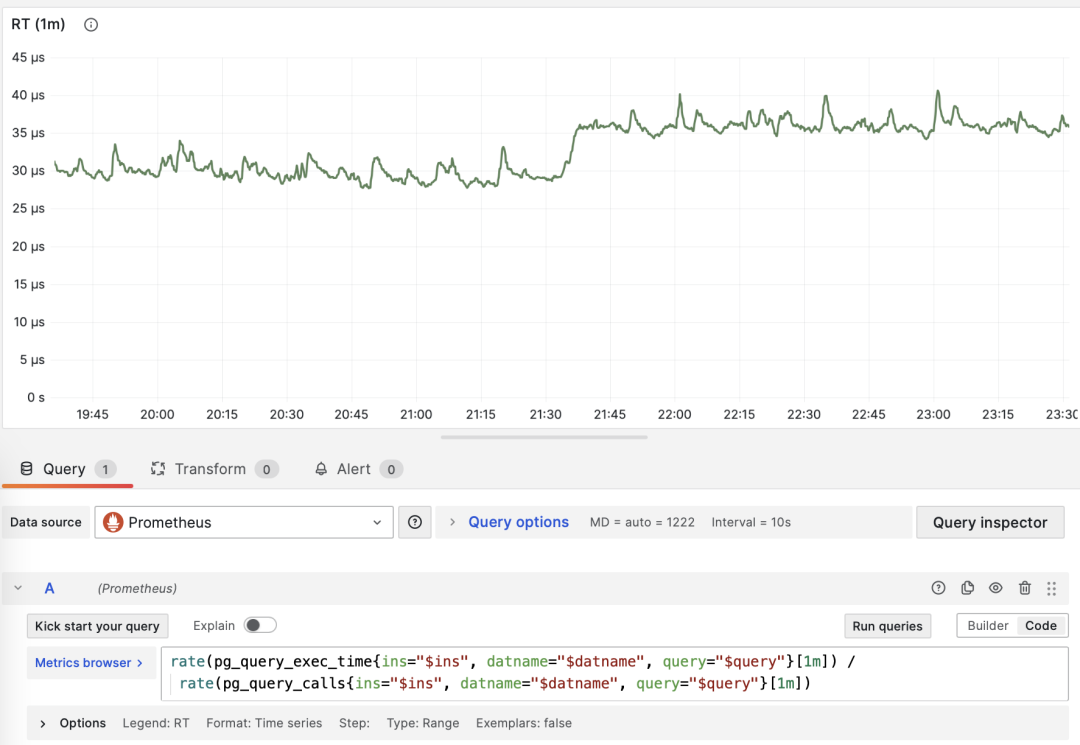 RT (1m)
45 µs
40 µs
35 µs
30 µs
25 µs
20 µs
15 µs
10 µs
5 µs
0 s
19:45 20:00 20:15 20:30 20:45 21:00 21:15 21:30 21:45 22:00 22:15 22:30 22:45 23:00 23:15 23:30
Query 1 Transform 0 Alert 0
Data source Prometheus Query options MD = auto = 1222 Interval = 10s Query inspector
A (Prometheus)
Kick start your query Explain Run queries Builder Code
Metrics browser > rate(pg_query_exec_time{ins="$ins", datname="$datname", query="$query"}[1m]) /
rate(pg_query_calls{ins="$ins", datname="$datname", query="$query"}[1m])
Options Legend: RT Format: Time series Step: Type: Range Exemplars: false